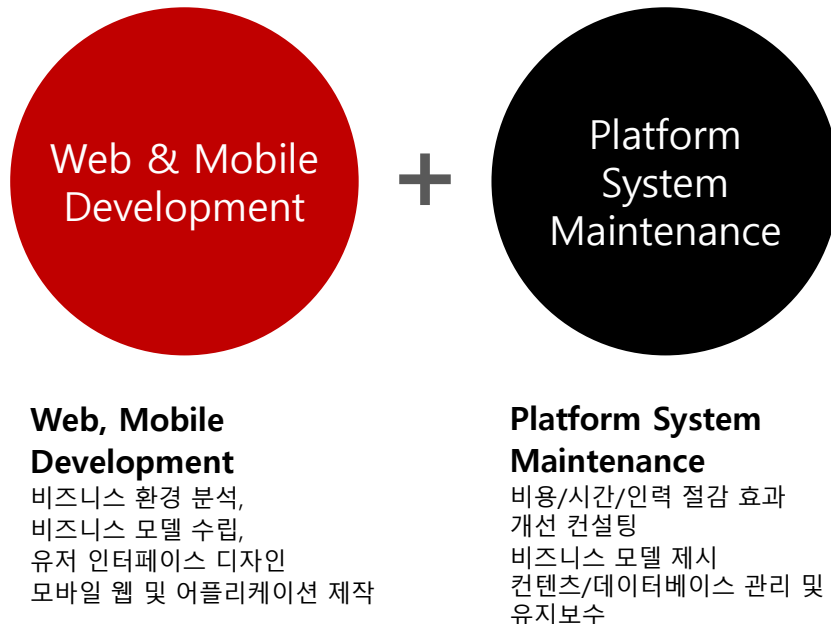 Web & Mobile
Development
+
Platform
System
Maintenance
Web, Mobile
Development
비즈니스 환경 분석,
비즈니스 모델 수립,
유저 인터페이스 디자인
모바일 웹 및 어플리케이션 제작
Platform System
Maintenance
비용/시간/인력 절감 효과
개선 컨설팅
비즈니스 모델 제시
컨텐츠/데이터베이스 관리 및
유지보수